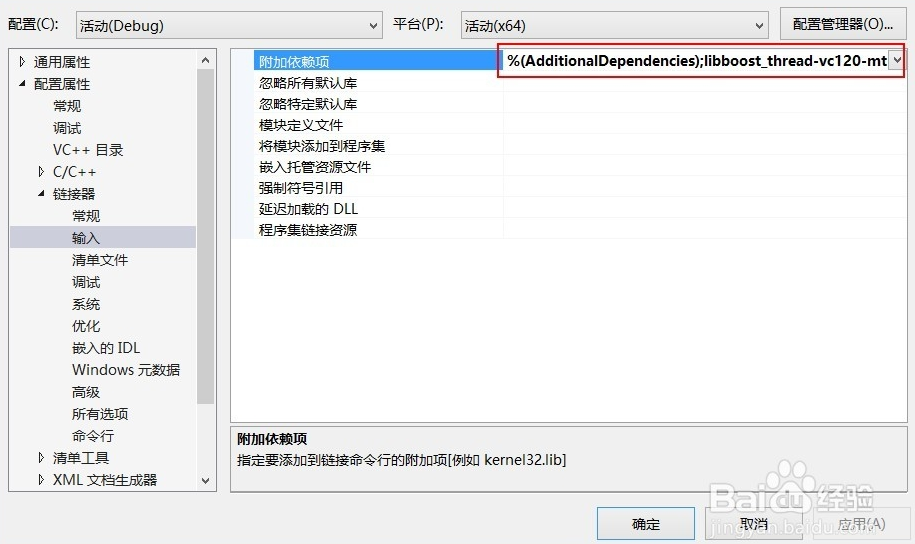 配置(C): 活动(Debug) 平台(P): 活动(x64) 配置管理器(O)...
通用属性
配置属性
常规
调试
VC++ 目录
C/C++
链接器
常规
输入
清单文件
调试
系统
优化
嵌入的 IDL
Windows 元数据
高级
所有选项
命令行
清单工具
XML 文档生成器
附加依赖项 %(AdditionalDependencies);libboost_thread-vc120-mt
忽略所有默认库
忽略特定默认库
模块定义文件
将模块添加到程序集
嵌入托管资源文件
强制符号引用
延迟加载的 DLL
程序集链接资源
附加依赖项
指定要添加到链接命令行的附加项[例如 kernel32.lib]
确定 取消 应用(A)
Baidu 经验
jingyan.baidu.com